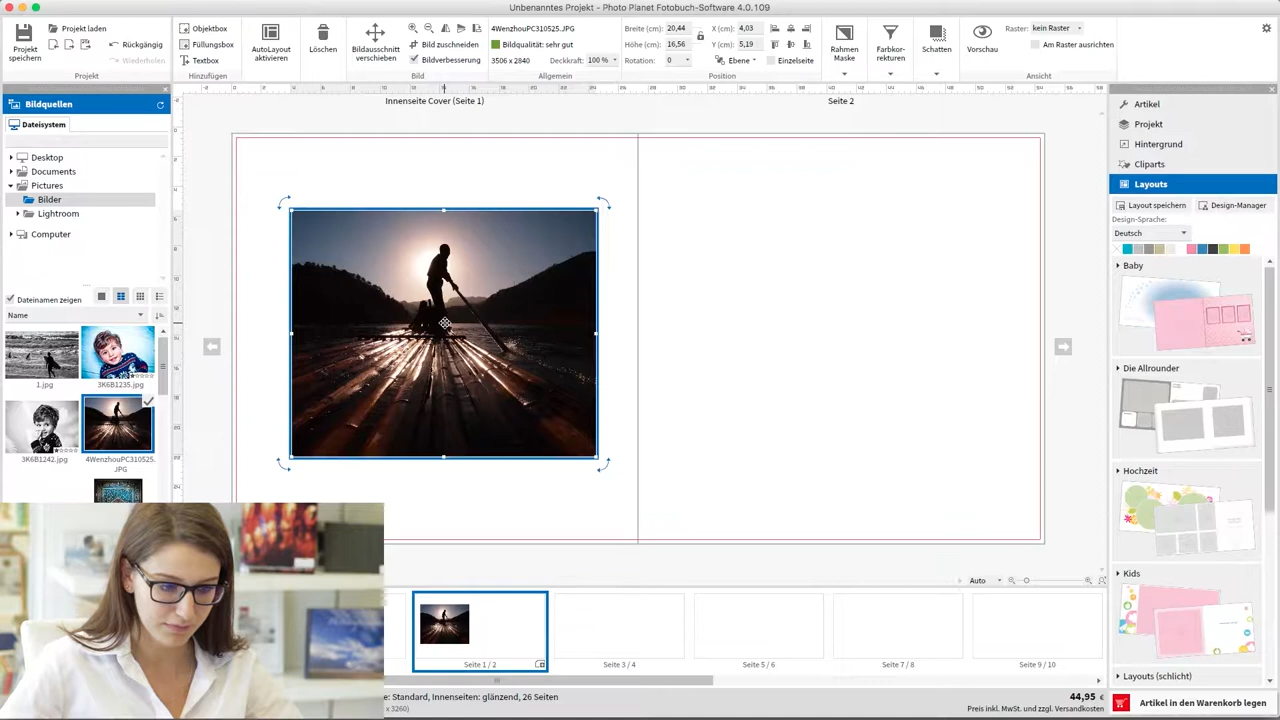 Unbenanntes Projekt - Photo Planet Fotobuch-Software 4.0.109
Projekt speichern
Projekt laden
Rückgängig
Wiederholen
Projekt
Objektbox
Füllungsbox
Textbox
Hinzufügen
AutoLayout aktivieren
Löschen
Bildausschnitt verschieben
Bild zuschneiden
Bildverbesserung
Bild
4WenzhouPC310525.JPG
Bildqualität: sehr gut
3506 x 2840
Deckkraft: 100 %
Allgemein
Breite (cm): 20,44
Höhe (cm): 16,56
Rotation: 0
X (cm): 4,03
Y (cm): 5,19
Ebene
Einzelseite
Position
Rahmen Maske
Farbkor-rekturen
Schatten
Vorschau
Raster: kein Raster
Am Raster ausrichten
Ansicht
Bildquellen
Dateisystem
Desktop
Documents
Pictures
Bilder
Lightroom
Computer
Dateinamen zeigen
Name
1.jpg
3K6B1235.jpg
3K6B1242.jpg
4WenzhouPC310525.
JPG
Innenseite Cover (Seite 1)
Seite 2
Auto
Seite 1 / 2
Seite 3 / 4
Seite 5 / 6
Seite 7 / 8
Seite 9 / 10
Artikel
Projekt
Hintergrund
Cliparts
Layouts
Layout speichern
Design-Manager
Design-Sprache:
Deutsch
Baby
Die Allrounder
Hochzeit
Kids
Layouts (schlicht)
e: Standard, Innenseiten: glänzend, 26 Seiten
x 3260]
44,95 €
Preis inkl. MwSt. und zzgl. Versandkosten
Artikel in den Warenkorb legen